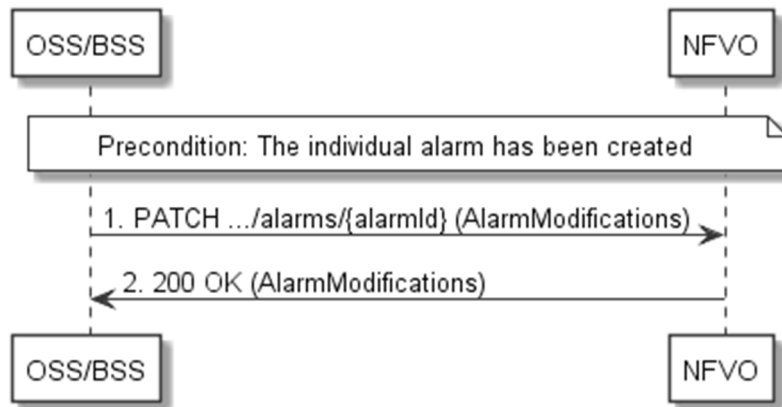 OSS/BSS
NFVO
Precondition: The individual alarm has been created
1. PATCH .../alarms/{alarmId} (AlarmModifications)
2. 200 OK (AlarmModifications)
OSS/BSS
NFVO